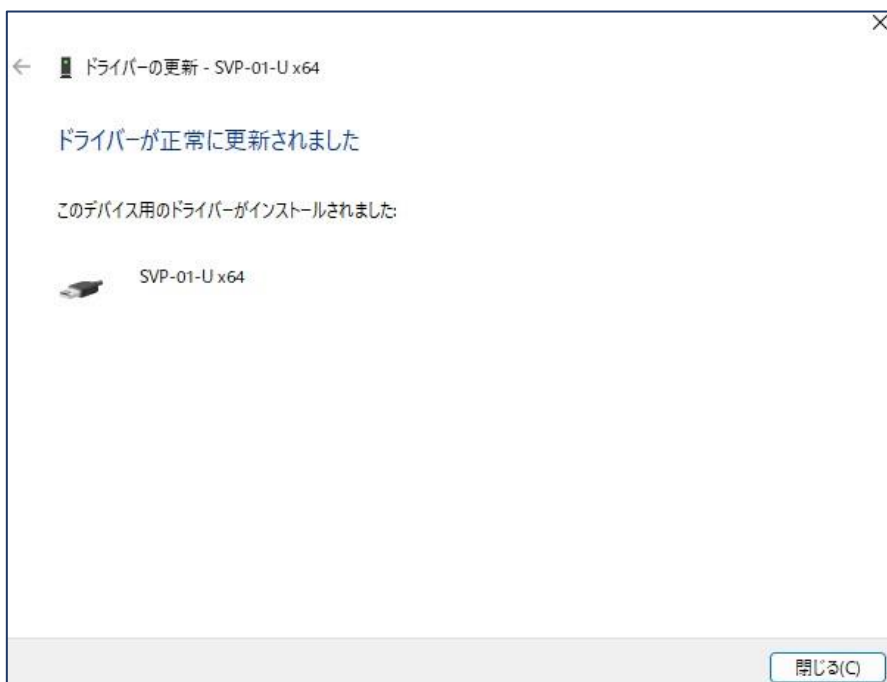 ドライバーの更新 - SVP-01-U x64
ドライバーが正常に更新されました
このデバイス用のドライバーがインストールされました:
SVP-01-U x64
閉じる(C)